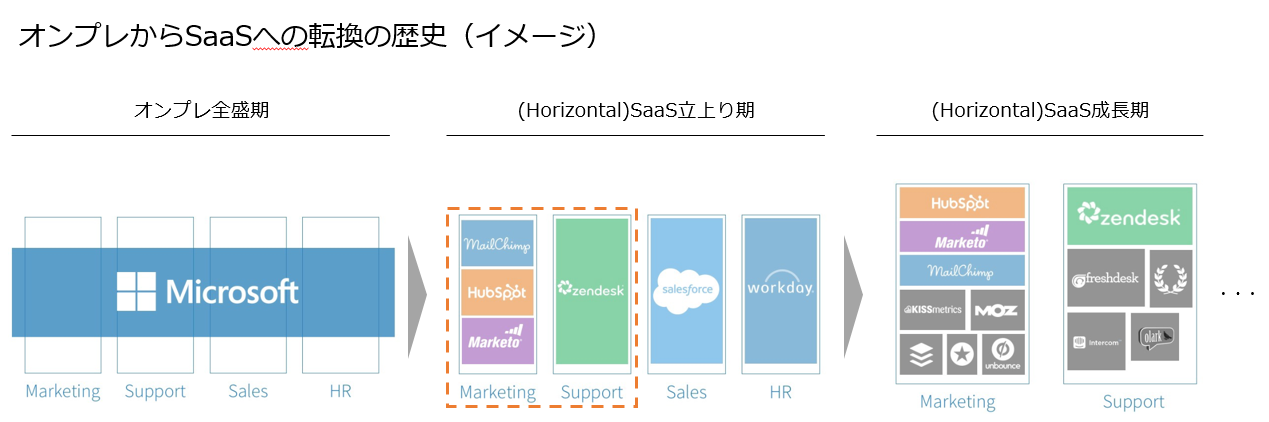 オンプレからSaaSへの転換の歴史（イメージ）
オンプレ全盛期
(Horizontal)SaaS立上り期
(Horizontal)SaaS成長期
Microsoft
Marketing Support Sales HR
MailChimp
HubSpot
Marketo
zendesk
salesforce
workday.
Marketing Support Sales HR
HubSpot
Marketo
MailChimp
KISSmetrics MOZ
unbounce
Marketing
zendesk
freshdesk
Intercom olark
Support
・・・